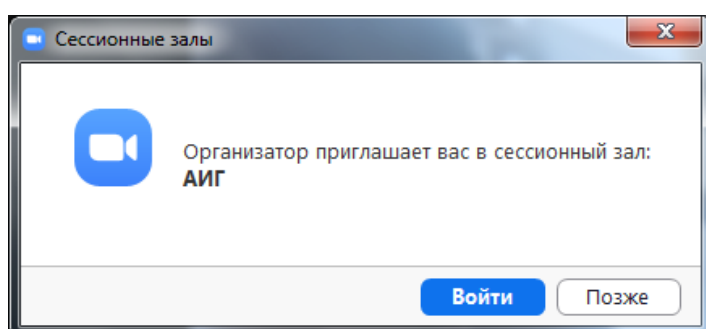 Сессионные залы
Организатор приглашает вас в сессионный зал:
АИГ
Войти
Позже